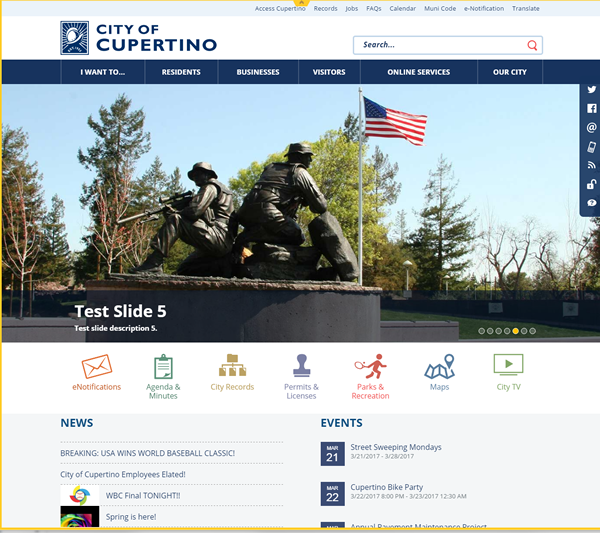 Access Cupertino Records Jobs FAQs Calendar Muni Code e-Notification Translate
CITY OF
CUPERTINO
Search...
I WANT TO... RESIDENTS BUSINESSES VISITORS ONLINE SERVICES OUR CITY
Test Slide 5
Test slide description 5.
eNotifications
Agenda &
Minutes
City Records
Permits &
Licenses
Parks &
Recreation
Maps
City TV
NEWS
BREAKING: USA WINS WORLD BASEBALL CLASSIC!
City of Cupertino Employees Elated!
WBC Final TONIGHT!!
Spring is here!
EVENTS
MAR
21
Street Sweeping Mondays
3/21/2017 - 3/28/2017
MAR
22
Cupertino Bike Party
3/22/2017 8:00 PM - 3/23/2017 12:30 AM
MAR
Annual Pavement Maintenance Project